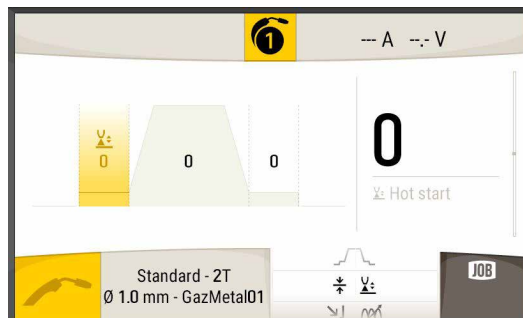 1
--- A --.- V
0
0
0
0
Hot start
Standard - 2T
Ø 1.0 mm - GazMetal01
JOB